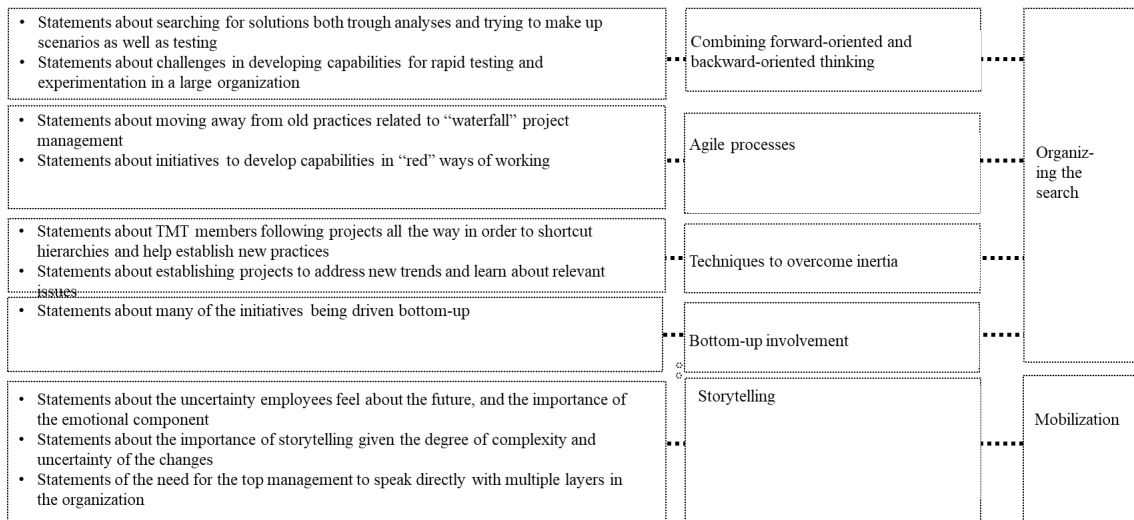 • Statements about searching for solutions both trough analyses and trying to make up
scenarios as well as testing
• Statements about challenges in developing capabilities for rapid testing and
experimentation in a large organization
Combining forward-oriented and
backward-oriented thinking
• Statements about moving away from old practices related to “waterfall” project
management
• Statements about initiatives to develop capabilities in “red” ways of working
Agile processes
Organiz-
ing the
search
• Statements about TMT members following projects all the way in order to shortcut
hierarchies and help establish new practices
• Statements about establishing projects to address new trends and learn about relevant
issues
Techniques to overcome inertia
• Statements about many of the initiatives being driven bottom-up
Bottom-up involvement
• Statements about the uncertainty employees feel about the future, and the importance of
the emotional component
• Statements about the importance of storytelling given the degree of complexity and
uncertainty of the changes
• Statements of the need for the top management to speak directly with multiple layers in
the organization
Storytelling
Mobilization